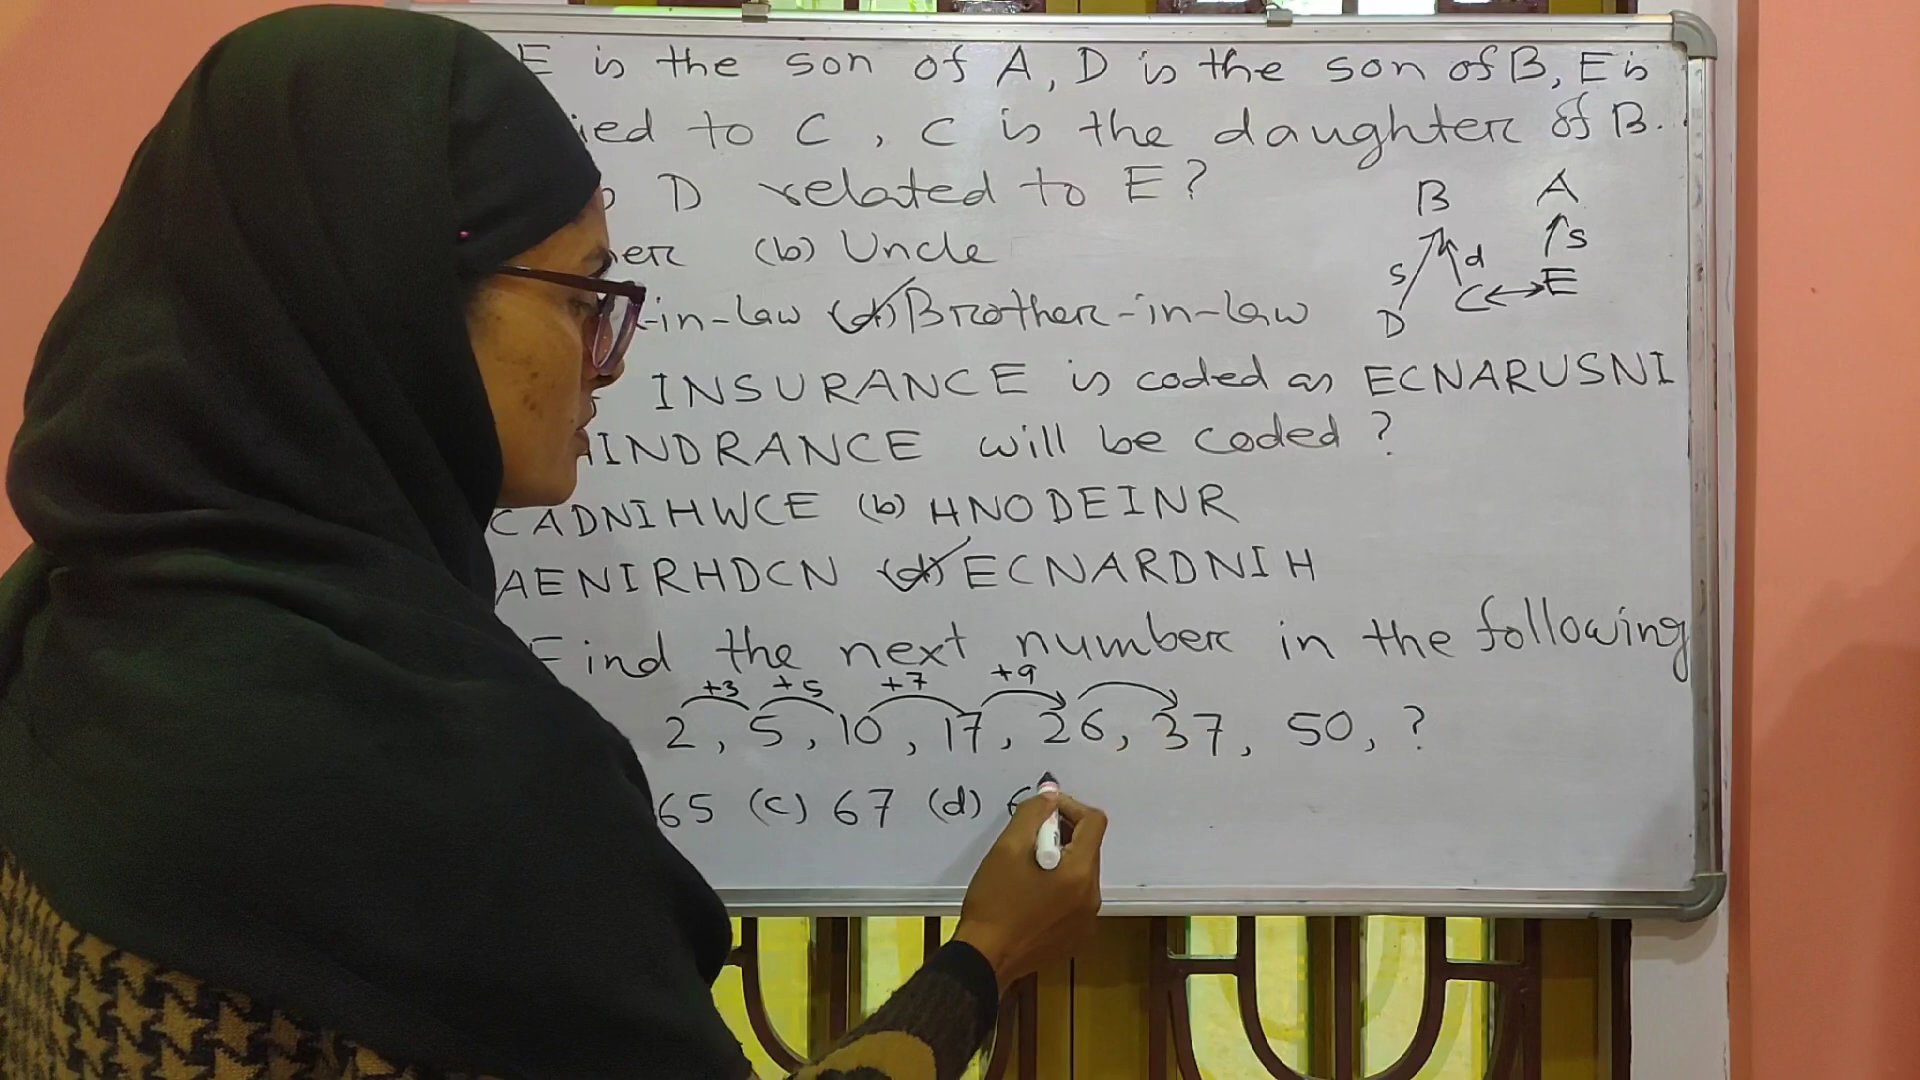 E is the son of A, D is the son of B, E is
ied to C, C is the daughter of B.
D related to E?
er (b) Uncle
-in-law (d) Brother-in-law
B A
s d s
D C E
INSURANCE is coded as ECNARUSNI
HINDRANCE will be coded?
CADNIHWCE (b) HNODEINR
AENIRHDCN (d) ECNARDNIH
Find the next number in the following
+3 +5 +7 +9
2, 5, 10, 17, 26, 37, 50, ?
65 (c) 67 (d)